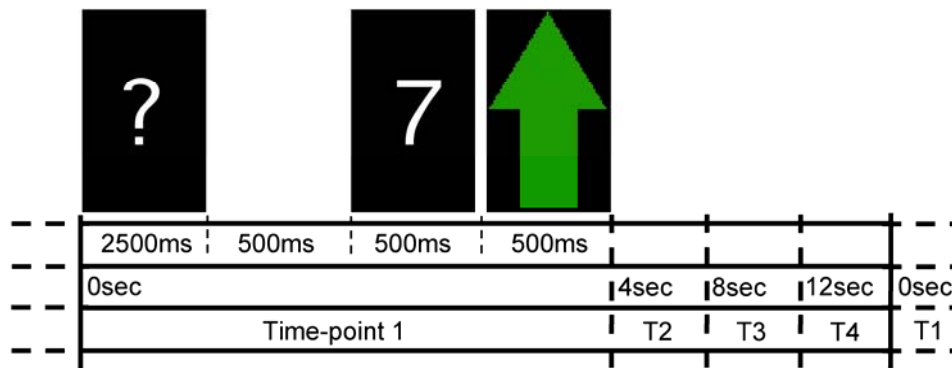 ? 7
2500ms 500ms 500ms 500ms
0sec 4sec 8sec 12sec 0sec
Time-point 1 T2 T3 T4 T1